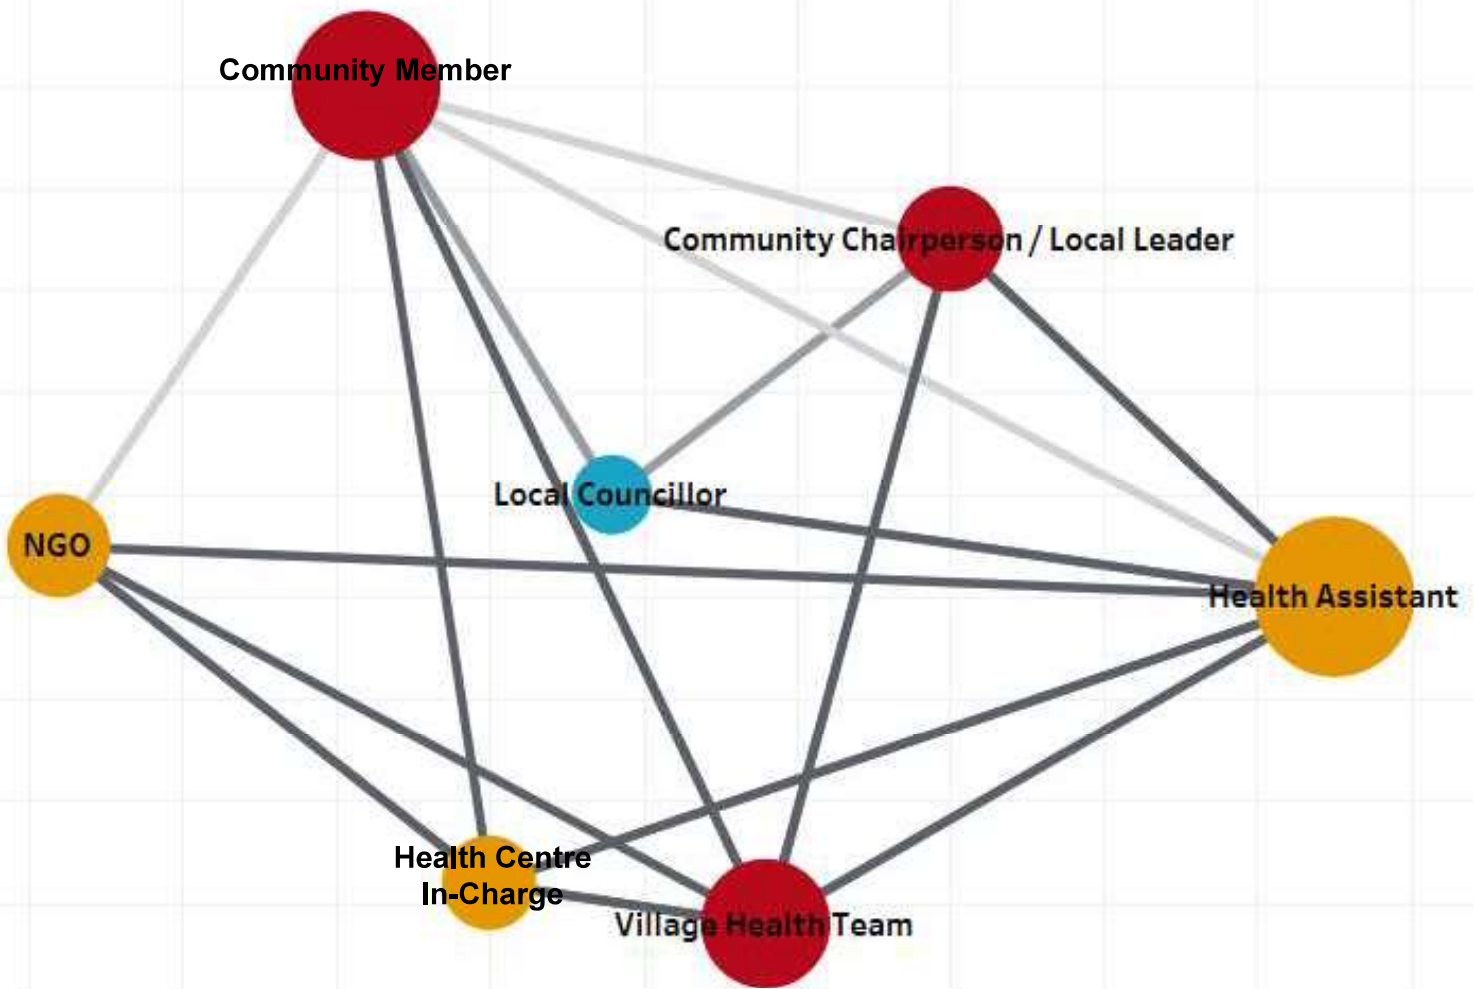 Community Member
Community Chairperson / Local Leader
Local Councillor
NGO
Health Assistant
Health Centre
In-Charge
Village Health Team